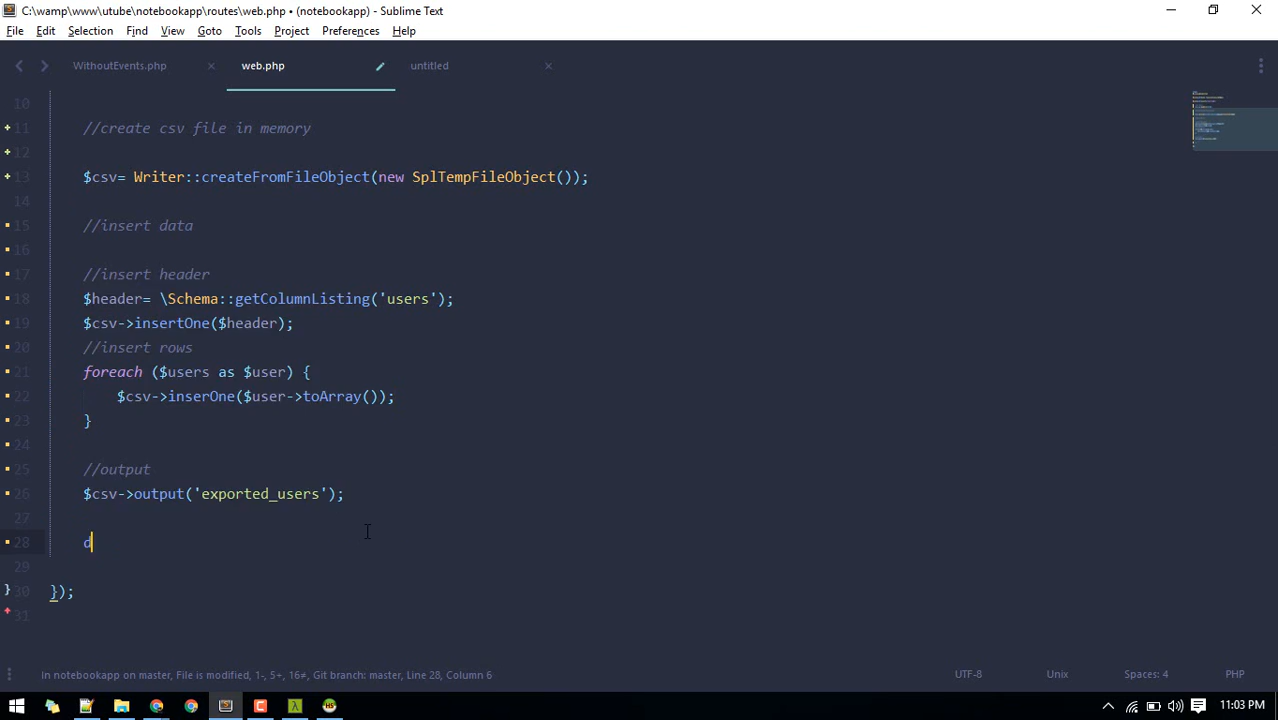 C:\wamp\www\utube\notebookapp\routes\web.php • (notebookapp) - Sublime Text
File Edit Selection Find View Goto Tools Project Preferences Help
WithoutEvents.php web.php untitled
10
11 //create csv file in memory
12
13 $csv= Writer::createFromFileObject(new SplTempFileObject());
14
15 //insert data
16
17 //insert header
18 $header= \Schema::getColumnListing('users');
19 $csv->insertOne($header);
20 //insert rows
21 foreach ($users as $user) {
22 $csv->inserOne($user->toArray());
23 }
24
25 //output
26 $csv->output('exported_users');
27
28 d
29
30 });
31
In notebookapp on master, File is modified, 1-, 5+, 16≠, Git branch: master, Line 28, Column 6 UTF-8 Unix Spaces: 4 PHP
11:03 PM